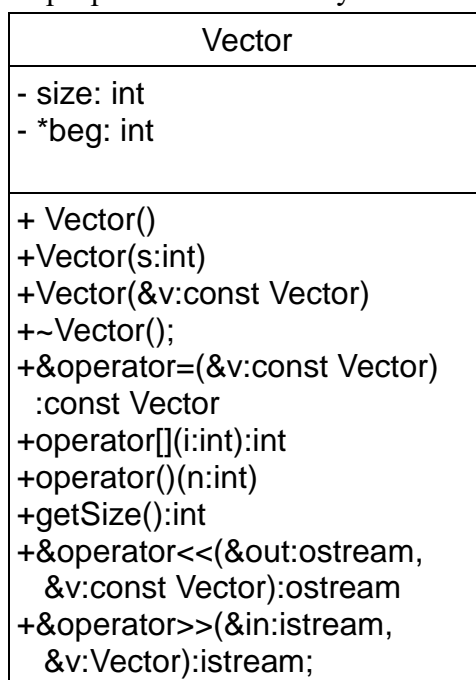 Vector
- size: int
- *beg: int
+ Vector()
+Vector(s:int)
+Vector(&v:const Vector)
+~Vector();
+&operator=(&v:const Vector)
:const Vector
+operator[](i:int):int
+operator()(n:int)
+getSize():int
+&operator<<(&out:ostream,
&v:const Vector):ostream
+&operator>>(&in:istream,
&v:Vector):istream;